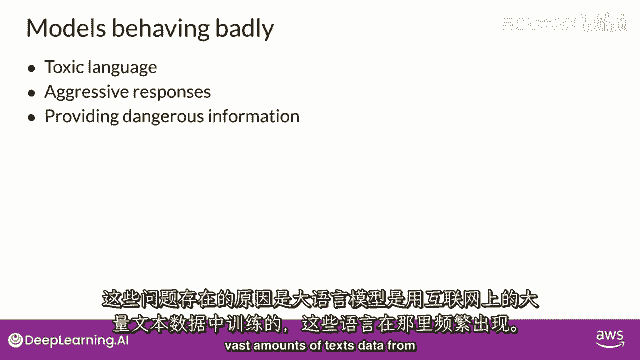 Models behaving badly
• Toxic language
• Aggressive responses
• Providing dangerous information
这些问题存在的原因是大语言模型是用互联网上的大
量文本数据中训练的，这些语言在那里频繁出现。
vast amounts of texts data from
DeepLearning.AI
aws